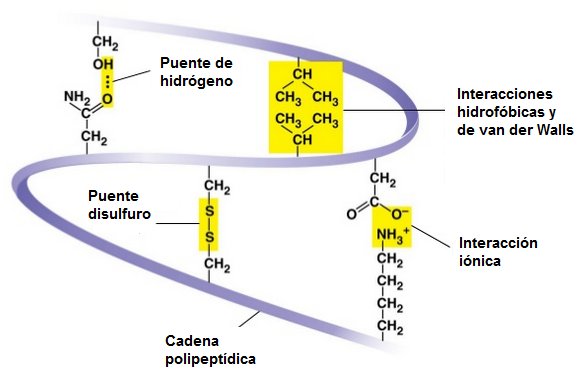 CH₂
OH
NH₂
C
O
CH₂
Puente de
hidrógeno
CH
CH₃ CH₃
CH₃ CH₃
CH
Interacciones
hidrofóbicas y
de van der Walls
Puente
disulfuro
CH₂
S
S
CH₂
CH₂
C
O
O⁻
NH₃⁺
CH₂
CH₂
CH₂
CH₂
Interacción
iónica
Cadena
polipeptídica